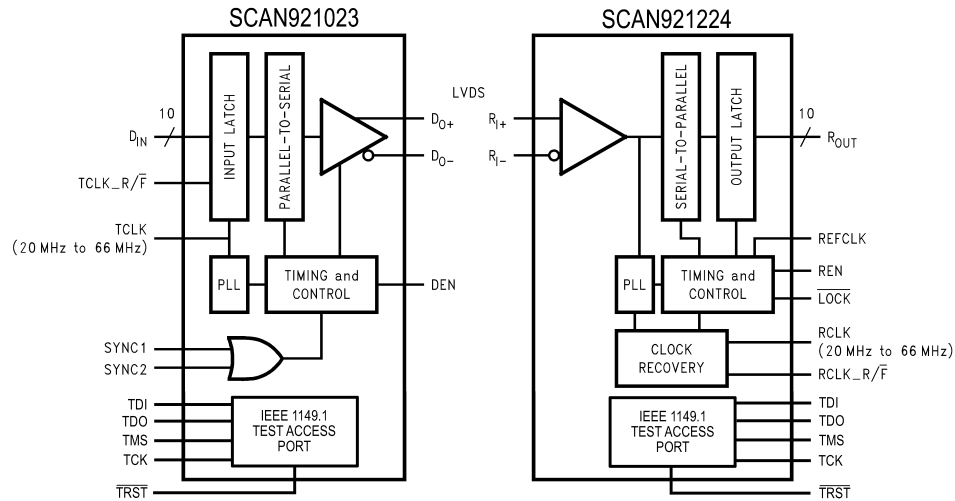 SCAN921023
SCAN921224
10
D_IN
TCLK_R/F̅
TCLK
(20 MHz to 66 MHz)
INPUT LATCH
PARALLEL-TO-SERIAL
PLL
TIMING and
CONTROL
SYNC1
SYNC2
TDI
TDO
TMS
TCK
T̅R̅S̅T̅
IEEE 1149.1
TEST ACCESS
PORT
D_O+
D_O-
DEN
LVDS
R_I+
R_I-
SERIAL-TO-PARALLEL
OUTPUT LATCH
PLL
TIMING and
CONTROL
CLOCK
RECOVERY
IEEE 1149.1
TEST ACCESS
PORT
10
R_OUT
REFCLK
REN
L̅O̅C̅K̅
RCLK
(20 MHz to 66 MHz)
RCLK_R/F̅
TDI
TDO
TMS
TCK
T̅R̅S̅T̅